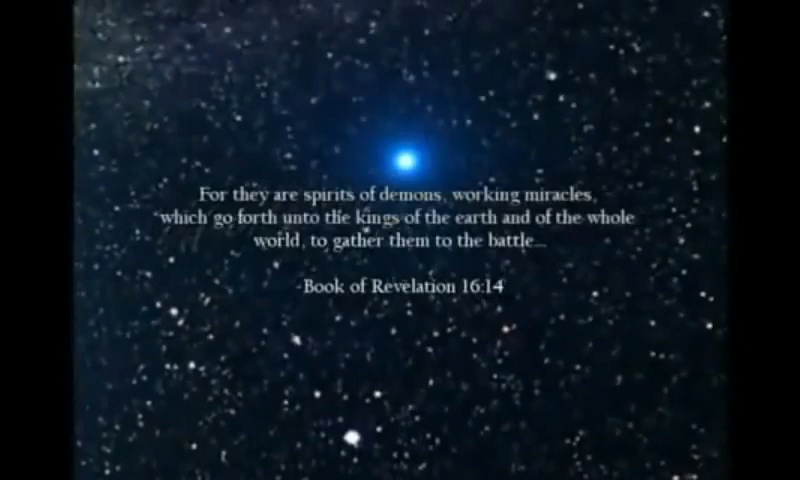 For they are spirits of demons, working miracles,
which go forth unto the kings of the earth and of the whole
world, to gather them to the battle...
-Book of Revelation 16:14